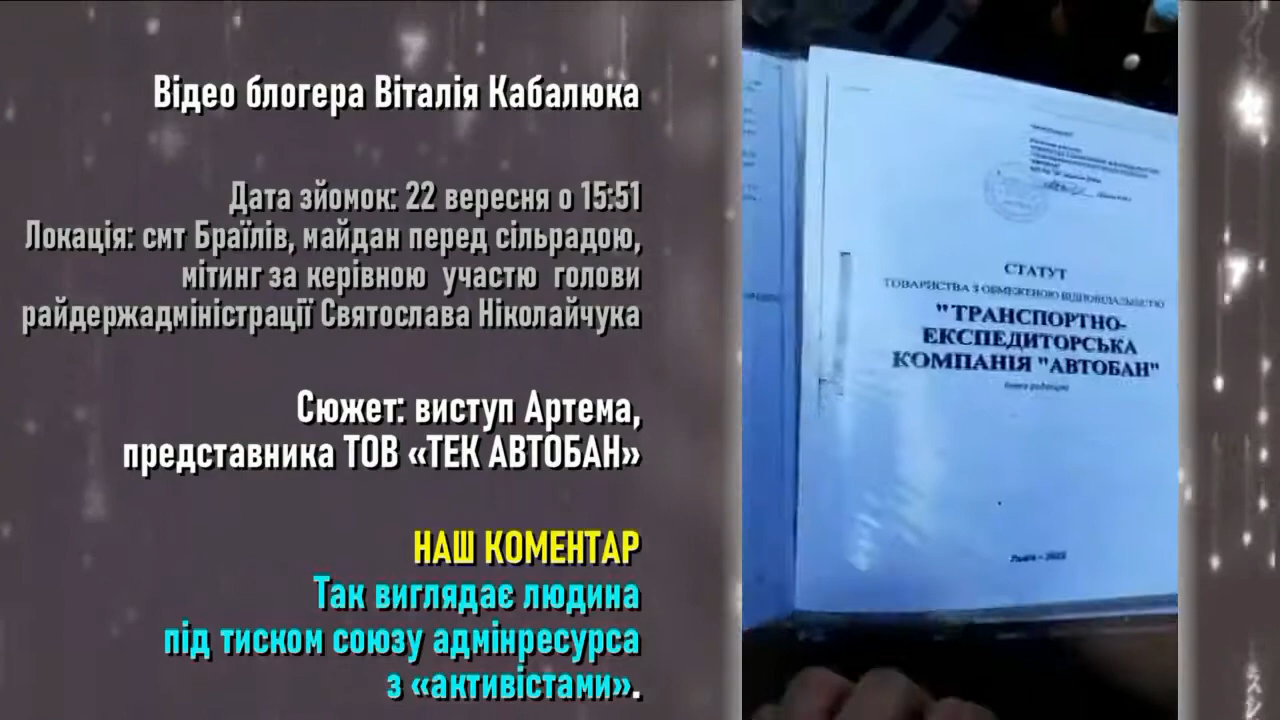 Відео блогера Віталія Кабалюка
Дата зйомок: 22 вересня о 15:51
Локація: смт Браїлів, майдан перед сільрадою,
мітинг за керівною участю голови
райдержадміністрації Святослава Ніколайчука
Сюжет: виступ Артема,
представника ТОВ «ТЕК АВТОБАН»
НАШ КОМЕНТАР
Так виглядає людина
під тиском союзу адмінресурса
з «активістами».
СТАТУТ
ТОВАРИСТВА З ОБМЕЖЕНОЮ ВІДПОВІДАЛЬНІСТЮ
"ТРАНСПОРТНО-
ЕКСПЕДИТОРСЬКА
КОМПАНІЯ "АВТОБАН"
(нова редакція)